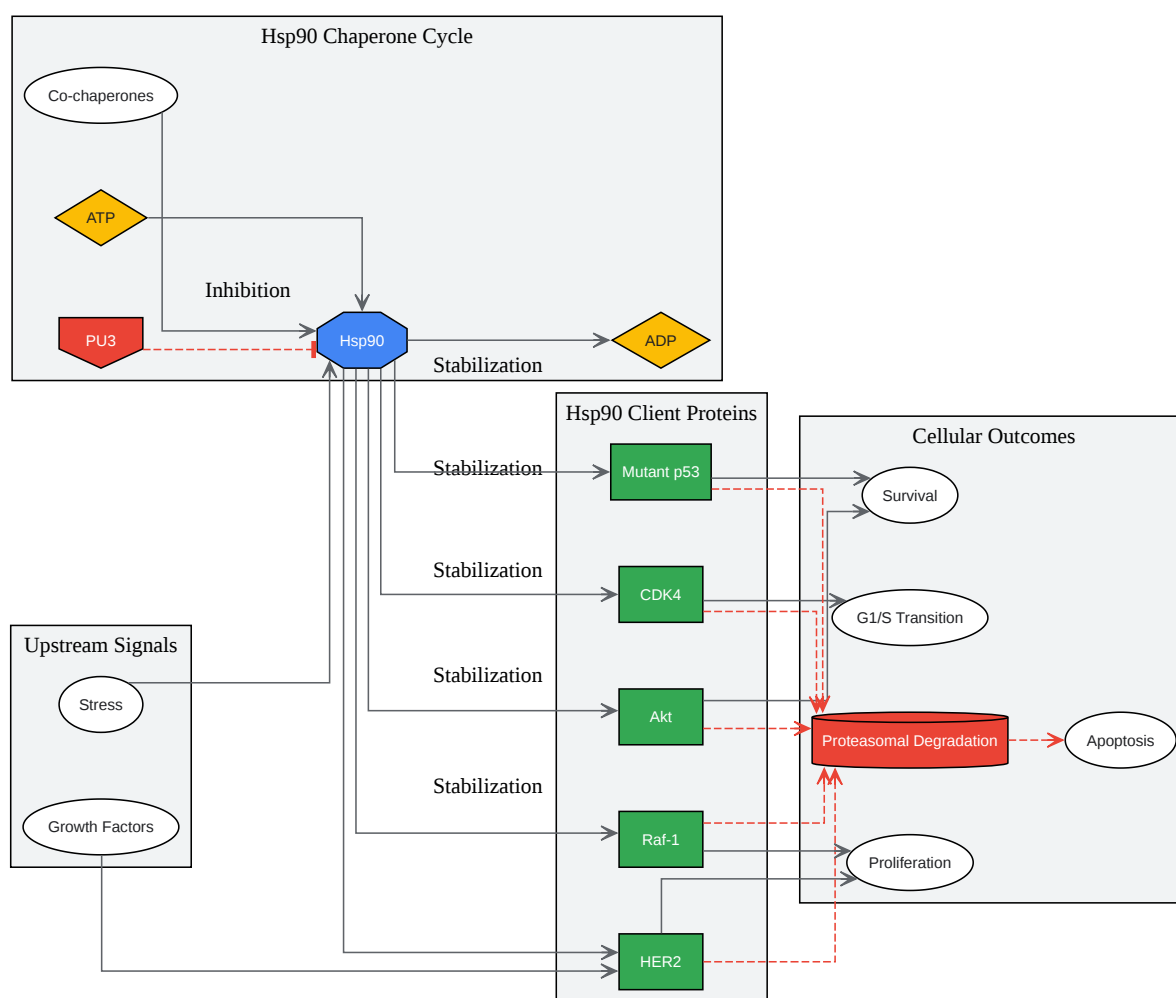 Hsp90 Chaperone Cycle
Co-chaperones
ATP
Inhibition
PU3
Hsp90
ADP
Stabilization
Hsp90 Client Proteins
Cellular Outcomes
Stabilization
Mutant p53
Survival
Stabilization
CDK4
G1/S Transition
Upstream Signals
Stabilization
Stress
Akt
Proteasomal Degradation
Apoptosis
Stabilization
Growth Factors
Raf-1
Proliferation
HER2